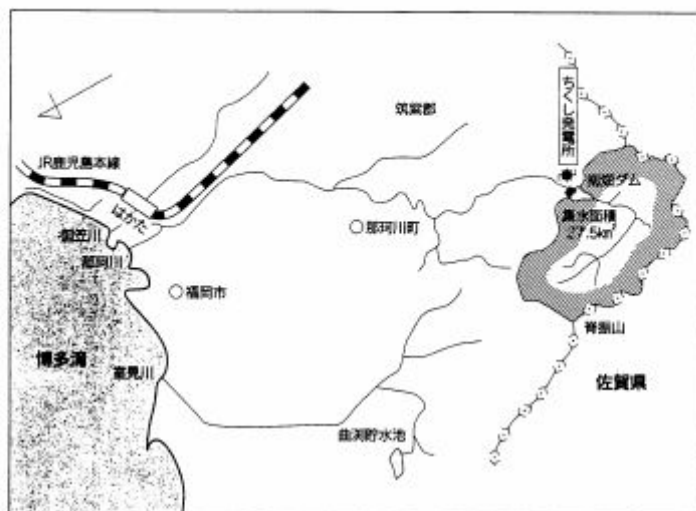 筑紫郡
ちくし発電所
JR鹿児島本線
はかた
脊振ダム
集水面積
27.5km²
御笠川
那珂川
那珂川町
福岡市
脊振山
博多湾
室見川
佐賀県
曲渕貯水池